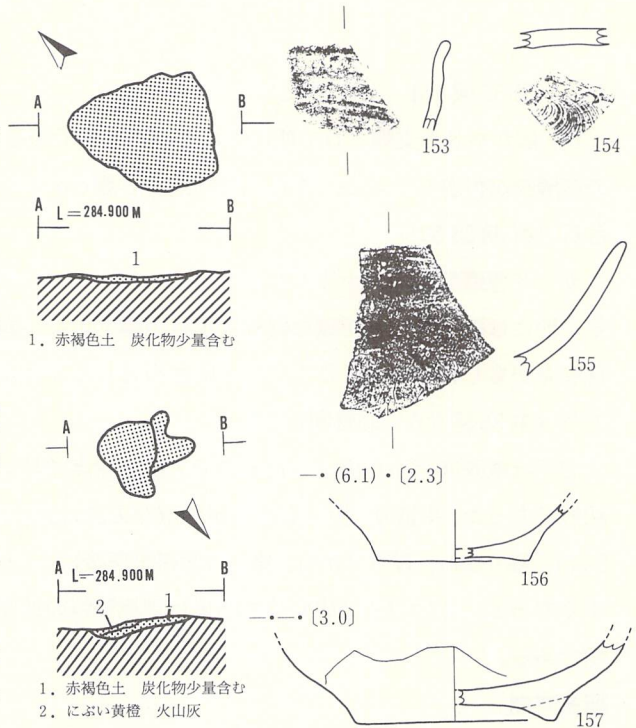 A B
A L=284.900M B
1
1. 赤褐色土 炭化物少量含む
A B
A L=284.900M B
2 1
1. 赤褐色土 炭化物少量含む
2. にぶい黄橙 火山灰
153
154
155
―・(6.1)・〔2.3〕
156
―・―・〔3.0〕
157